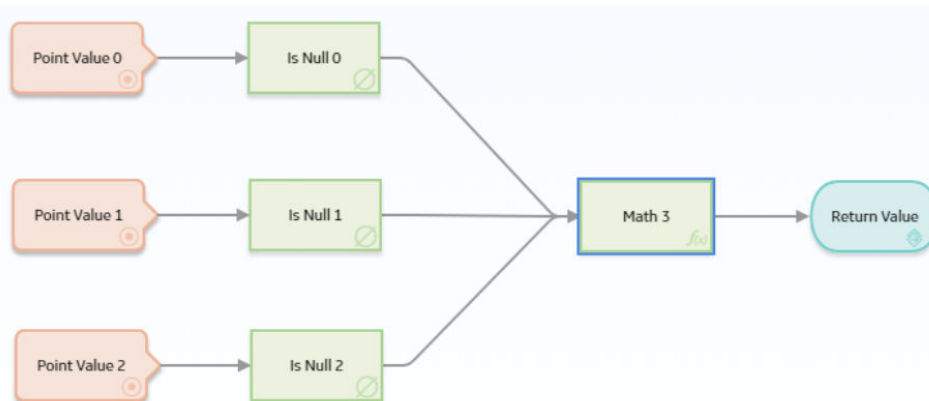 Point Value 0
Is Null 0
Point Value 1
Is Null 1
Math 3
f(x)
Return Value
Point Value 2
Is Null 2